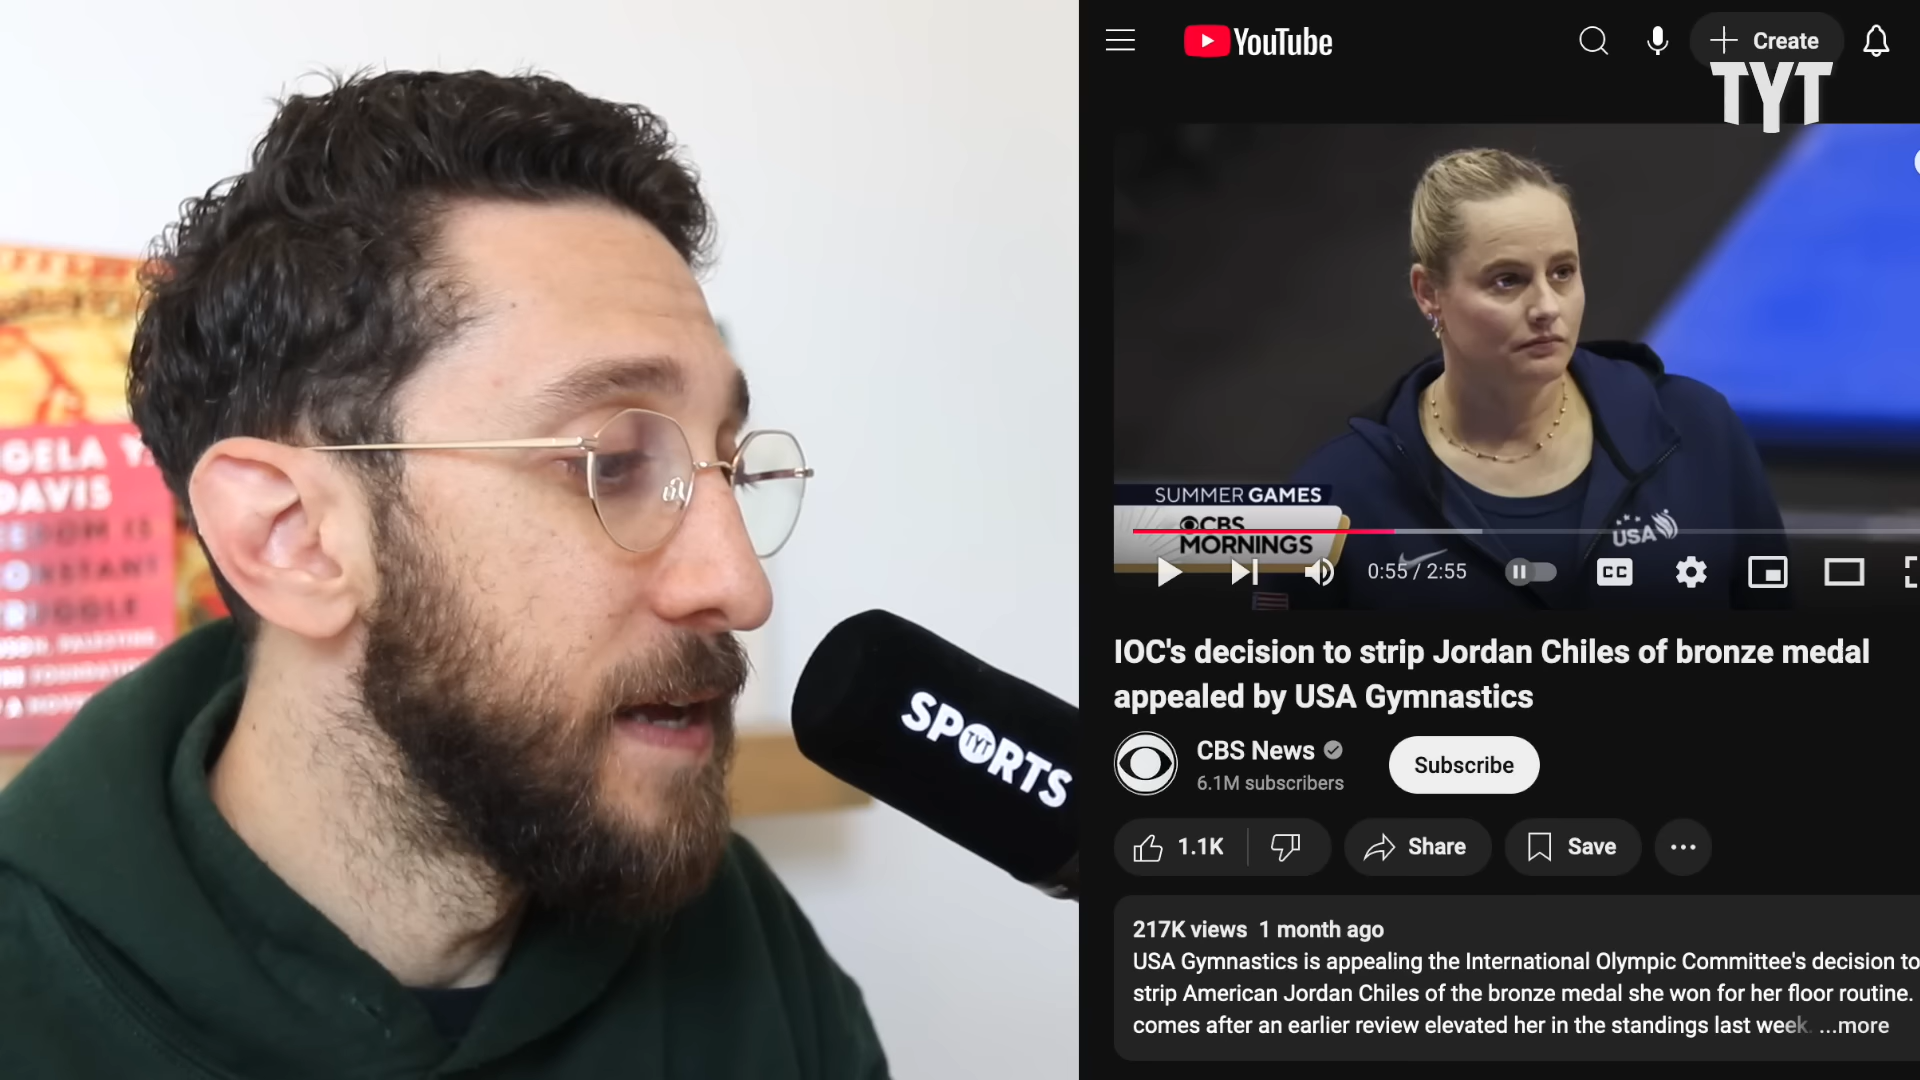 YouTube
Create
TYT
GELA Y.
DAVIS
SUMMER GAMES
CBS
MORNINGS
USA
0:55 / 2:55
CC
SPORTS
TYT
IOC's decision to strip Jordan Chiles of bronze medal
appealed by USA Gymnastics
CBS News
6.1M subscribers
Subscribe
1.1K
Share
Save
217K views 1 month ago
USA Gymnastics is appealing the International Olympic Committee's decision to
strip American Jordan Chiles of the bronze medal she won for her floor routine.
comes after an earlier review elevated her in the standings last week. ...more